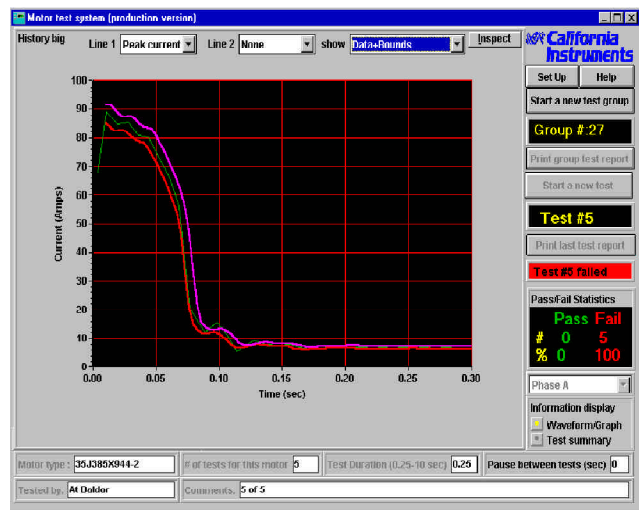 Motor test system (production version)
History big
Line 1 Peak current
Line 2 None
show Data+Bounds
Inspect
California
Instruments
Set Up Help
Start a new test group
Group #:27
Print group test report
Start a new test
Test #5
Print last test report
Test #5 failed
Pass/Fail Statistics
Pass Fail
# 0 5
% 0 100
Phase A
Information display
Waveform/Graph
Test summary
Current (Amps)
100
90
80
70
60
50
40
30
20
10
0
0.00 0.05 0.10 0.15 0.20 0.25 0.30
Time (sec)
Motor type : 35J385X944-2
# of tests for this motor 5
Test Duration (0.25-10 sec) 0.25
Pause between tests (sec) 0
Tested by. At Doldor
Comments. 5 of 5